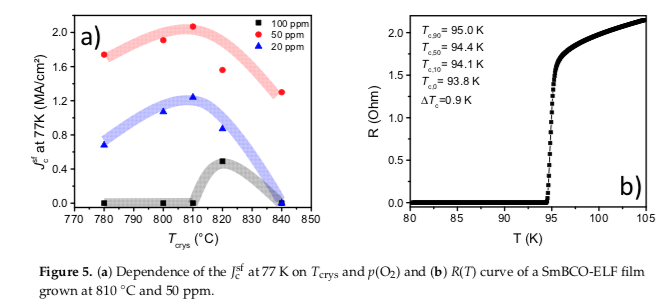 a)
100 ppm
50 ppm
20 ppm
2.0
1.6
1.2
0.8
0.4
0.0
J_c^sf at 77K (MA/cm²)
770 780 790 800 810 820 830 840 850
T_crys (°C)
b)
T_c,90 = 95.0 K
T_c,50 = 94.4 K
T_c,10 = 94.1 K
T_c,0 = 93.8 K
ΔT_c=0.9 K
2.0
1.5
1.0
0.5
0.0
R (Ohm)
80 85 90 95 100 105
T (K)
Figure 5. (a) Dependence of the J_c^sf at 77 K on T_crys and p(O₂) and (b) R(T) curve of a SmBCO-ELF film
grown at 810 °C and 50 ppm.